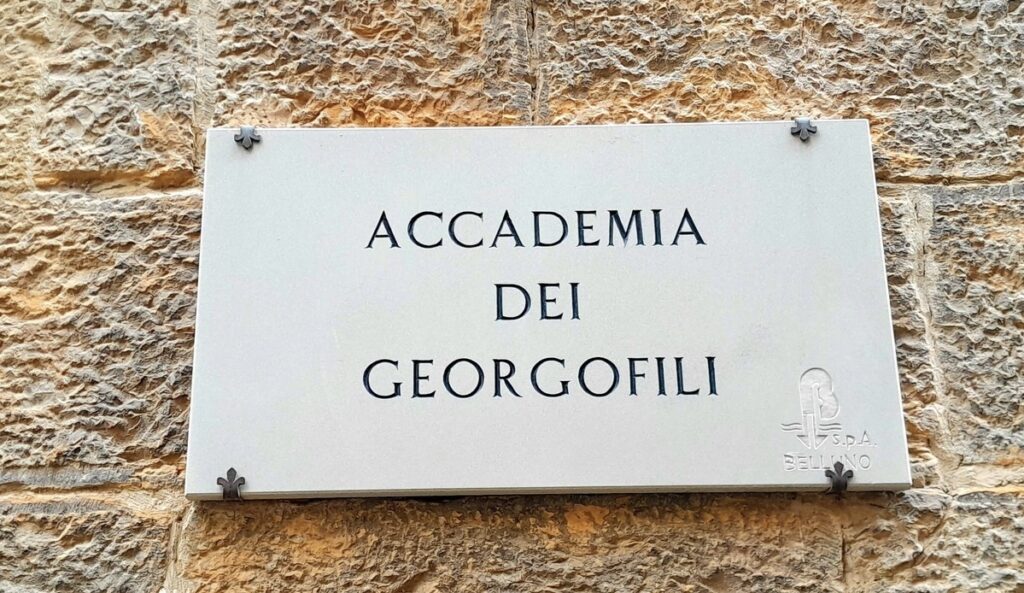 ACCADEMIA
DEI
GEORGOFILI
S.p.A.
BELLUNO